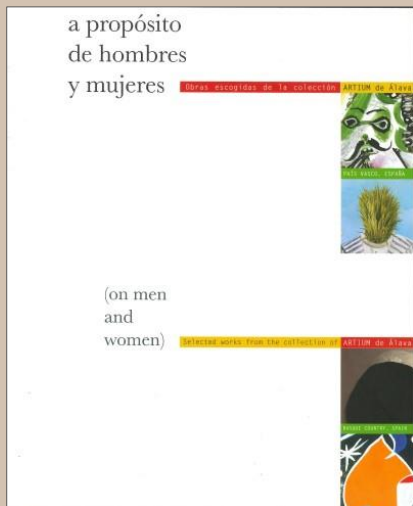 a propósito
de hombres
y mujeres
Obras escogidas de la colección ARTIUM de Álava
PAÍS VASCO, ESPAÑA
(on men
and
women)
Selected works from the collection of ARTIUM de Álava
BASQUE COUNTRY, SPAIN